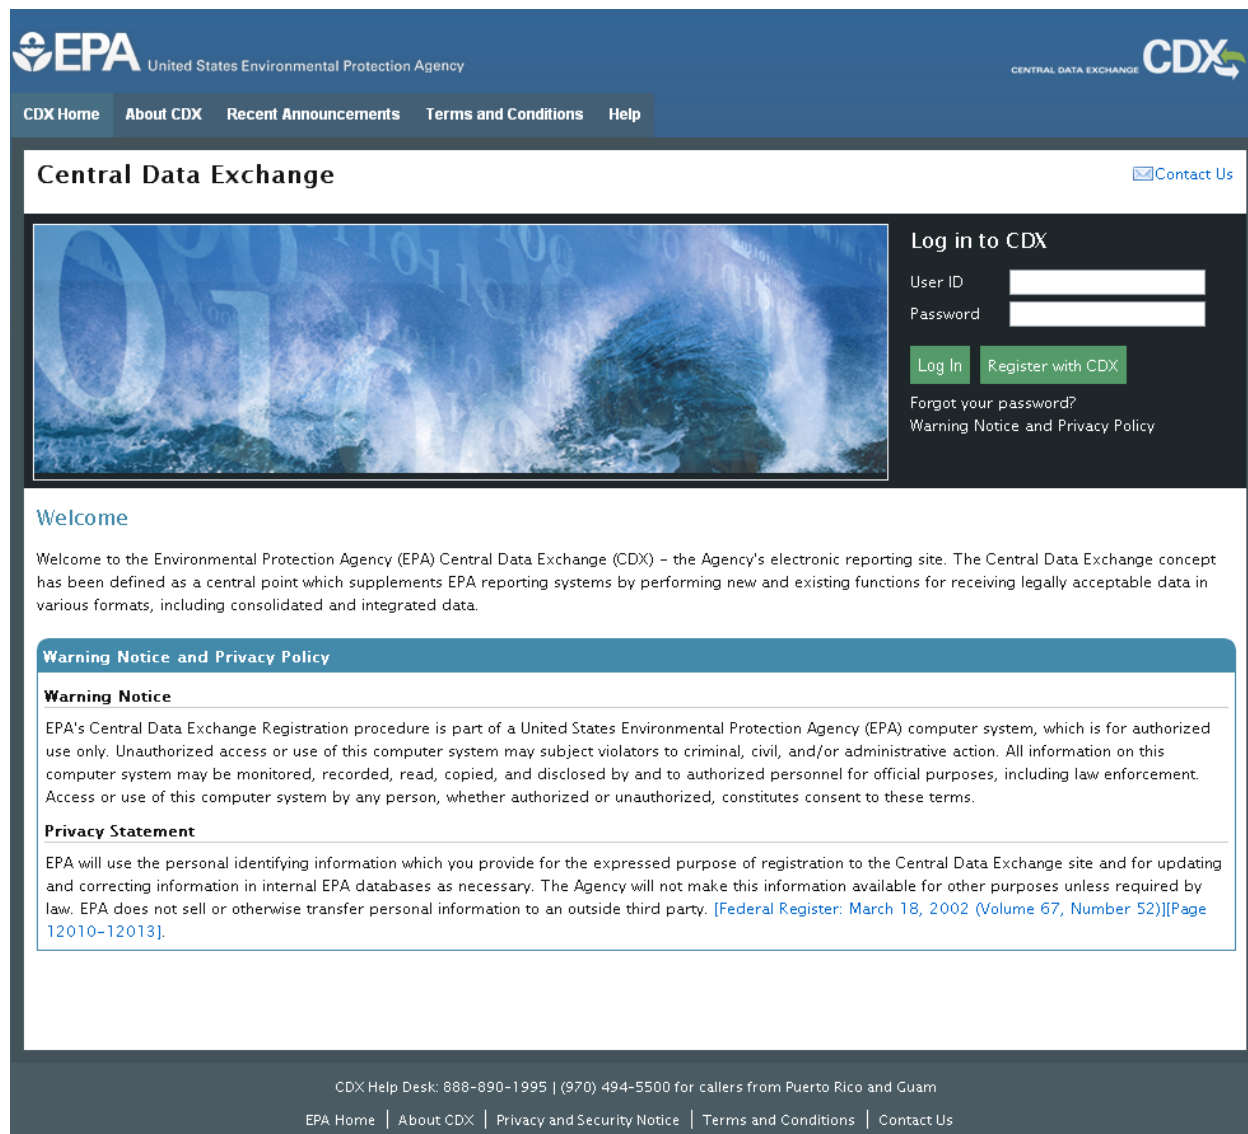 EPA United States Environmental Protection Agency
CENTRAL DATA EXCHANGE CDX
CDX Home About CDX Recent Announcements Terms and Conditions Help
Central Data Exchange
Contact Us
Log in to CDX
User ID
Password
Log In Register with CDX
Forgot your password?
Warning Notice and Privacy Policy
Welcome
Welcome to the Environmental Protection Agency (EPA) Central Data Exchange (CDX) – the Agency's electronic reporting site. The Central Data Exchange concept
has been defined as a central point which supplements EPA reporting systems by performing new and existing functions for receiving legally acceptable data in
various formats, including consolidated and integrated data.
Warning Notice and Privacy Policy
Warning Notice
EPA's Central Data Exchange Registration procedure is part of a United States Environmental Protection Agency (EPA) computer system, which is for authorized
use only. Unauthorized access or use of this computer system may subject violators to criminal, civil, and/or administrative action. All information on this
computer system may be monitored, recorded, read, copied, and disclosed by and to authorized personnel for official purposes, including law enforcement.
Access or use of this computer system by any person, whether authorized or unauthorized, constitutes consent to these terms.
Privacy Statement
EPA will use the personal identifying information which you provide for the expressed purpose of registration to the Central Data Exchange site and for updating
and correcting information in internal EPA databases as necessary. The Agency will not make this information available for other purposes unless required by
law. EPA does not sell or otherwise transfer personal information to an outside third party. [Federal Register: March 18, 2002 (Volume 67, Number 52)][Page
12010-12013].
CDX Help Desk: 888-890-1995 | (970) 494-5500 for callers from Puerto Rico and Guam
EPA Home | About CDX | Privacy and Security Notice | Terms and Conditions | Contact Us